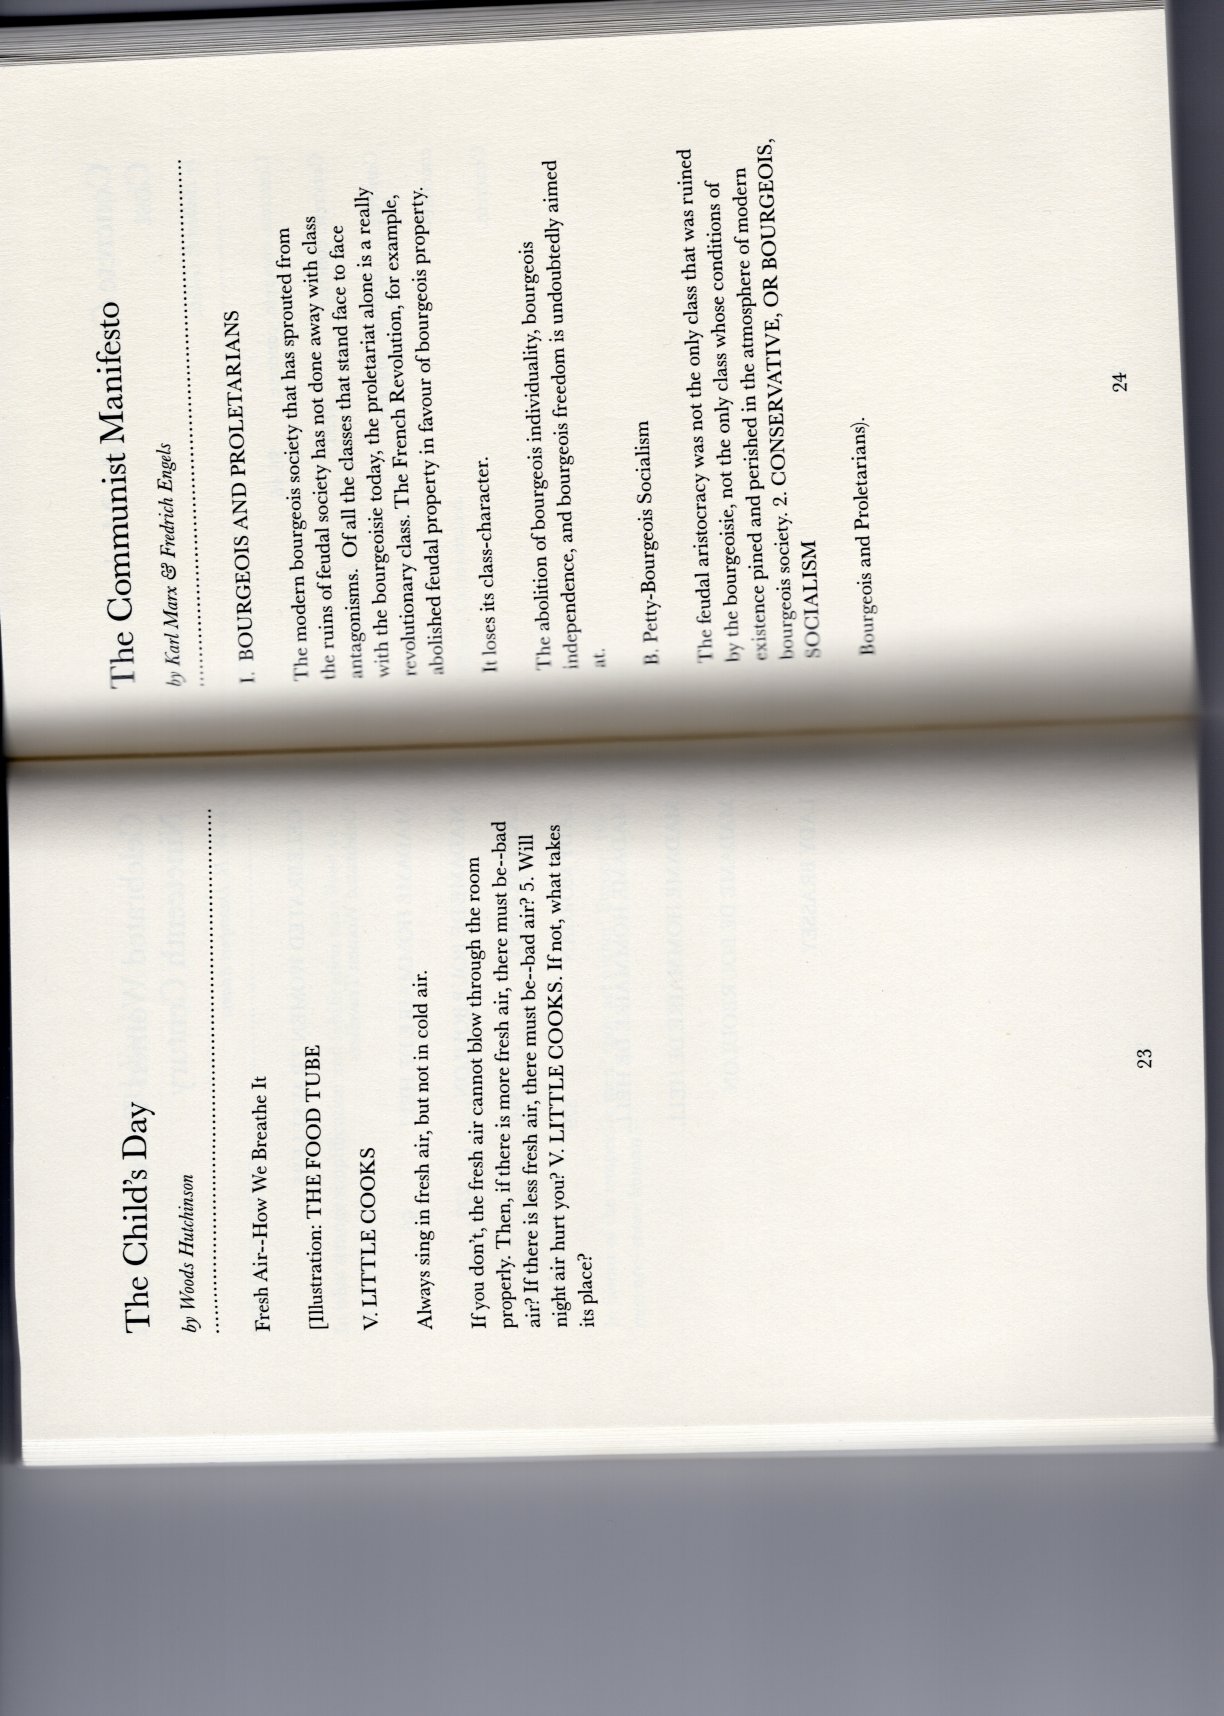 The Child's Day
by Woods Hutchinson
Fresh Air--How We Breathe It
[Illustration: THE FOOD TUBE
V. LITTLE COOKS
Always sing in fresh air, but not in cold air.
If you don't, the fresh air cannot blow through the room
properly. Then, if there is more fresh air, there must be--bad
air? If there is less fresh air, there must be--bad air? 5. Will
night air hurt you? V. LITTLE COOKS. If not, what takes
its place?
23
The Communist Manifesto
by Karl Marx & Fredrich Engels
I. BOURGEOIS AND PROLETARIANS
The modern bourgeois society that has sprouted from
the ruins of feudal society has not done away with class
antagonisms. Of all the classes that stand face to face
with the bourgeoisie today, the proletariat alone is a really
revolutionary class. The French Revolution, for example,
abolished feudal property in favour of bourgeois property.
It loses its class-character.
The abolition of bourgeois individuality, bourgeois
independence, and bourgeois freedom is undoubtedly aimed
at.
B. Petty-Bourgeois Socialism
The feudal aristocracy was not the only class that was ruined
by the bourgeoisie, not the only class whose conditions of
existence pined and perished in the atmosphere of modern
bourgeois society. 2. CONSERVATIVE, OR BOURGEOIS,
SOCIALISM
Bourgeois and Proletarians).
24